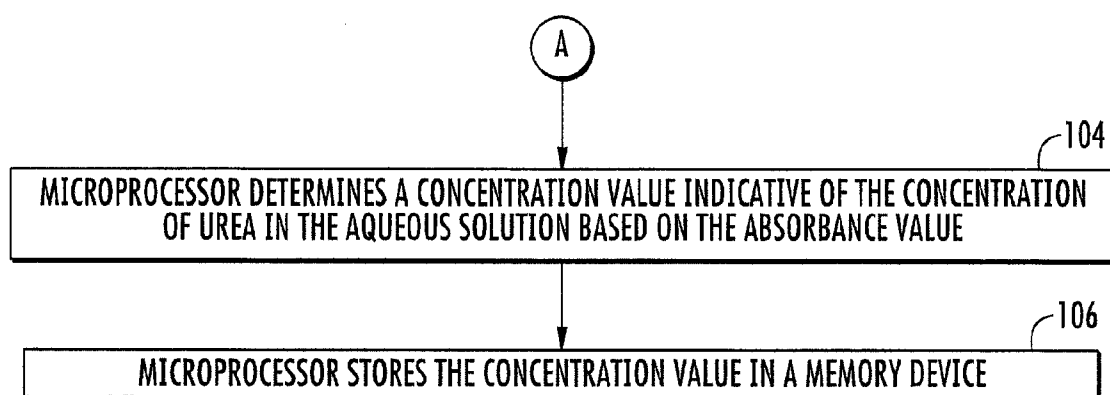 A
104
MICROPROCESSOR DETERMINES A CONCENTRATION VALUE INDICATIVE OF THE CONCENTRATION
OF UREA IN THE AQUEOUS SOLUTION BASED ON THE ABSORBANCE VALUE
106
MICROPROCESSOR STORES THE CONCENTRATION VALUE IN A MEMORY DEVICE